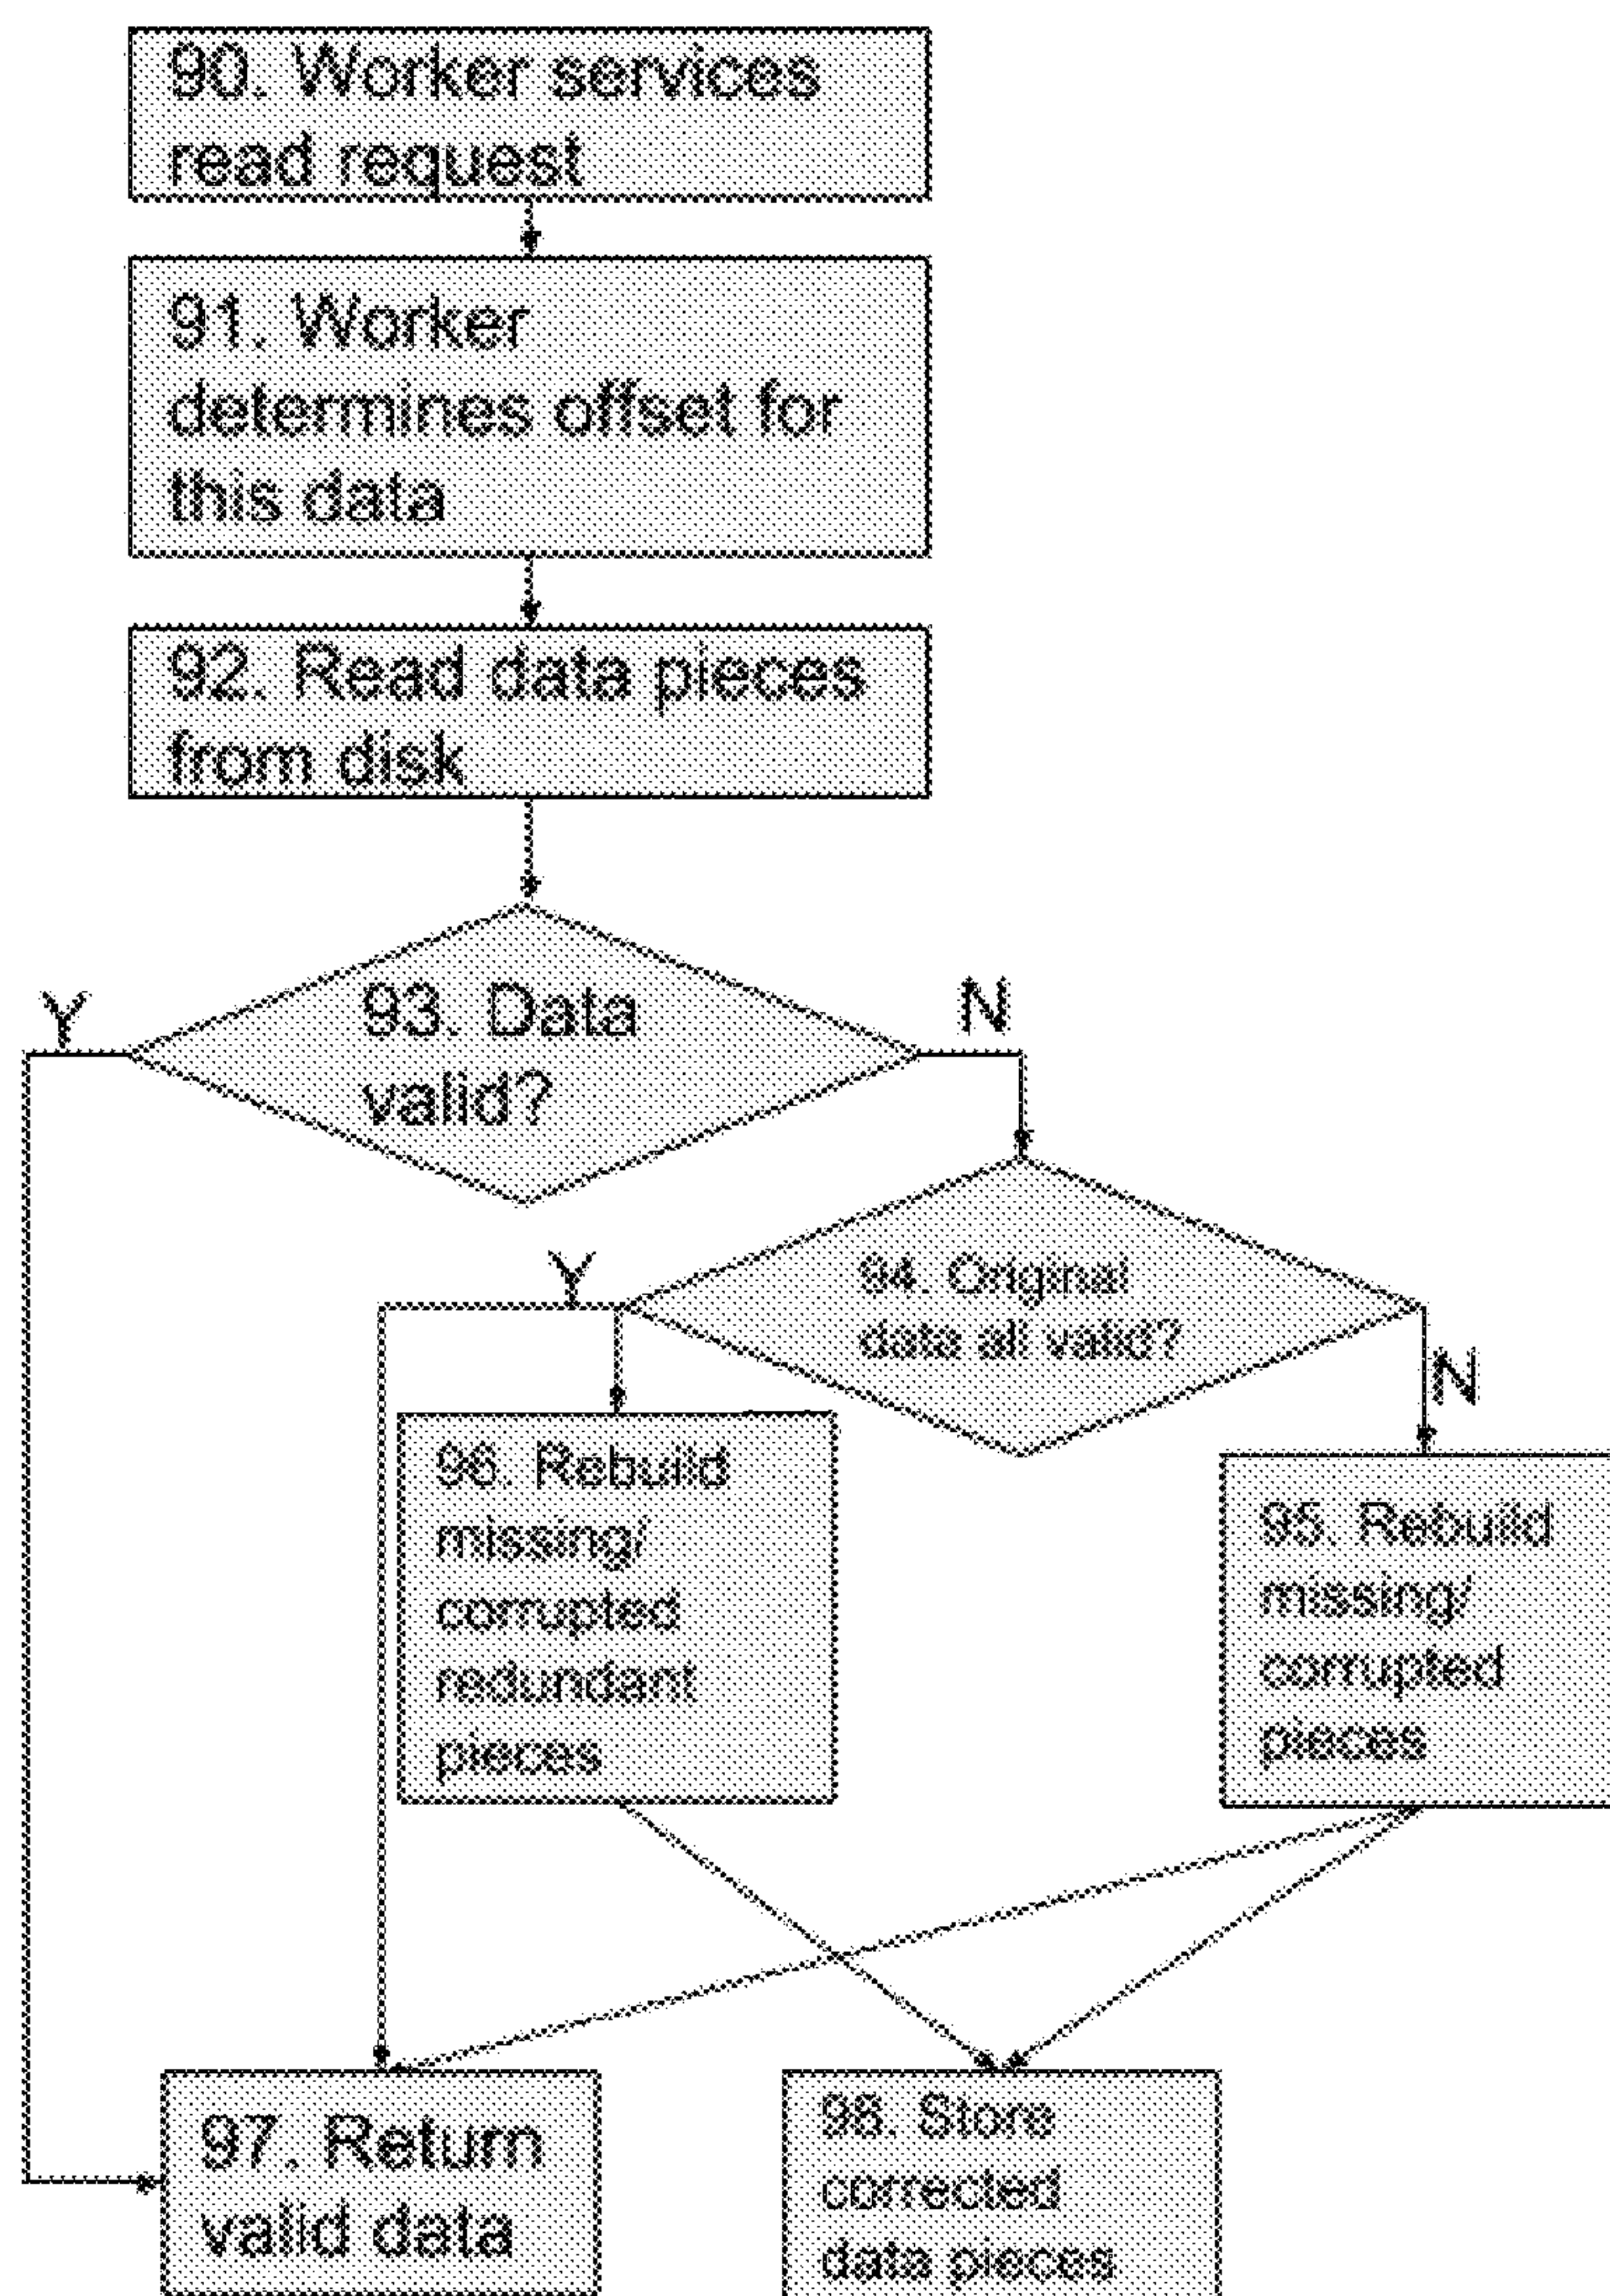 90. Worker services
read request
91. Worker
determines offset for
this data
92. Read data pieces
from disk
93. Data
valid?
Y
N
94. Original
data all valid?
Y
N
96. Rebuild
missing/
corrupted
redundant
pieces
95. Rebuild
missing/
corrupted
pieces
97. Return
valid data
98. Store
corrected
data pieces